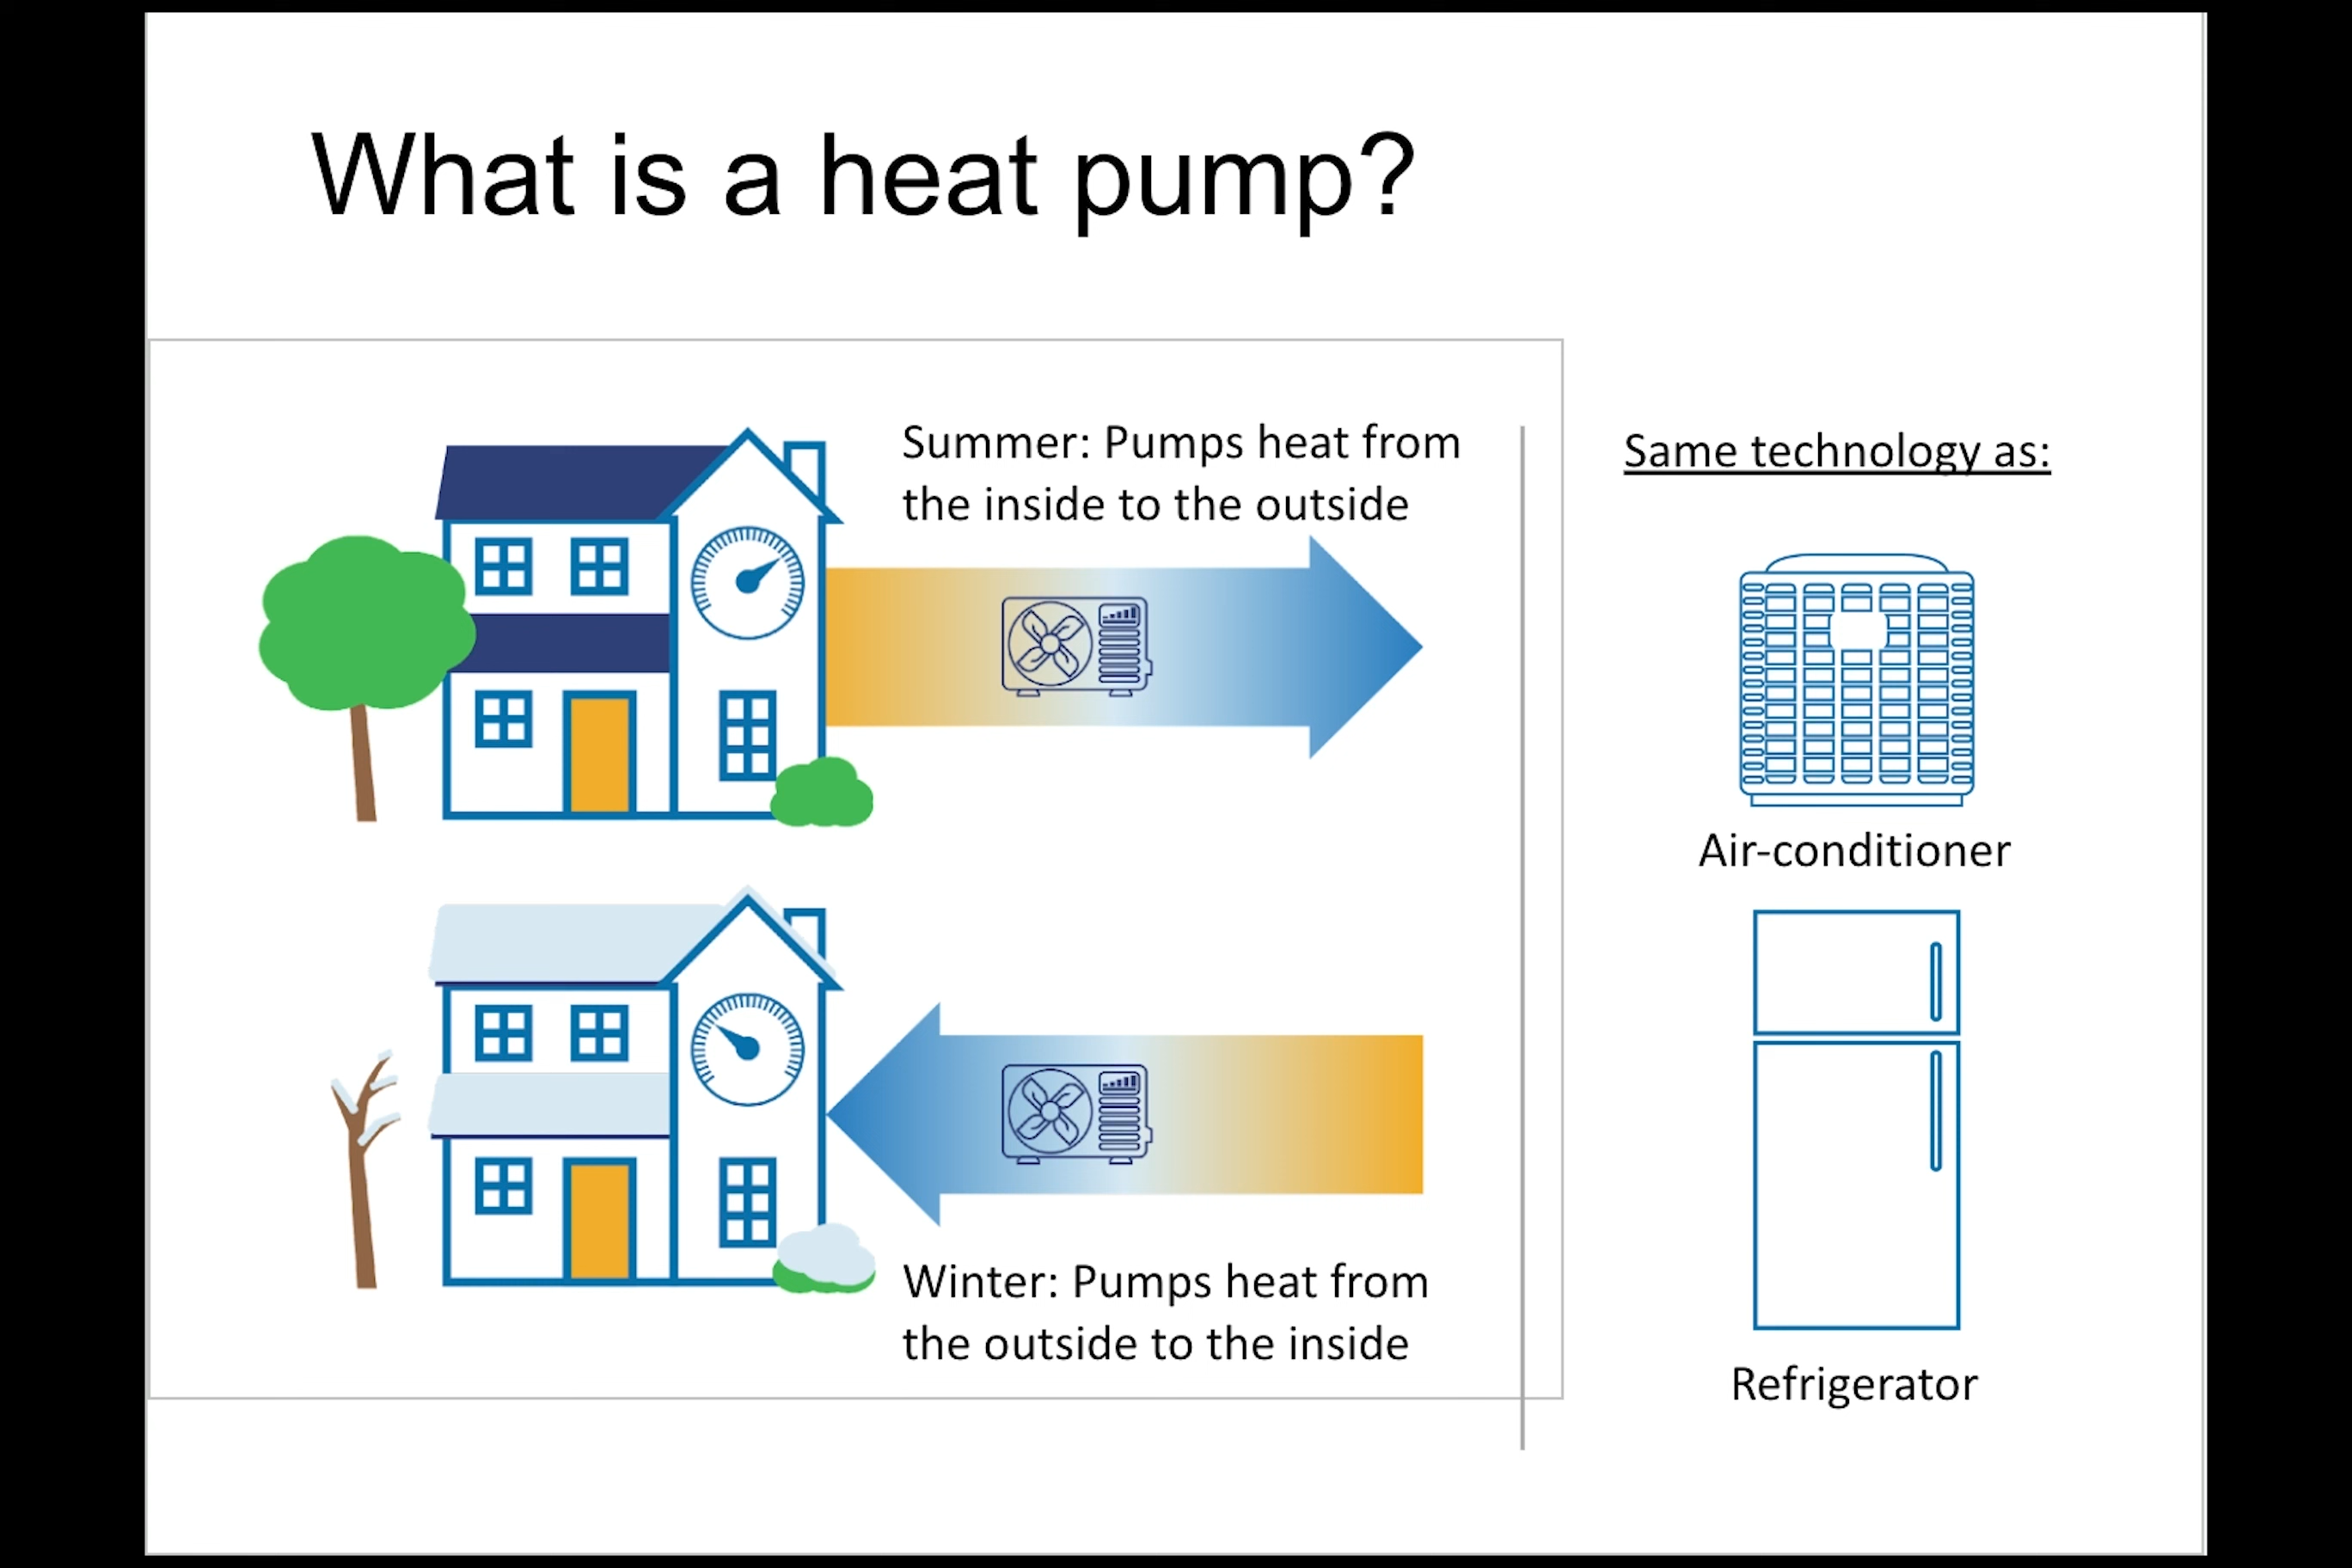 What is a heat pump?
Summer: Pumps heat from
the inside to the outside
Winter: Pumps heat from
the outside to the inside
Same technology as:
Air-conditioner
Refrigerator